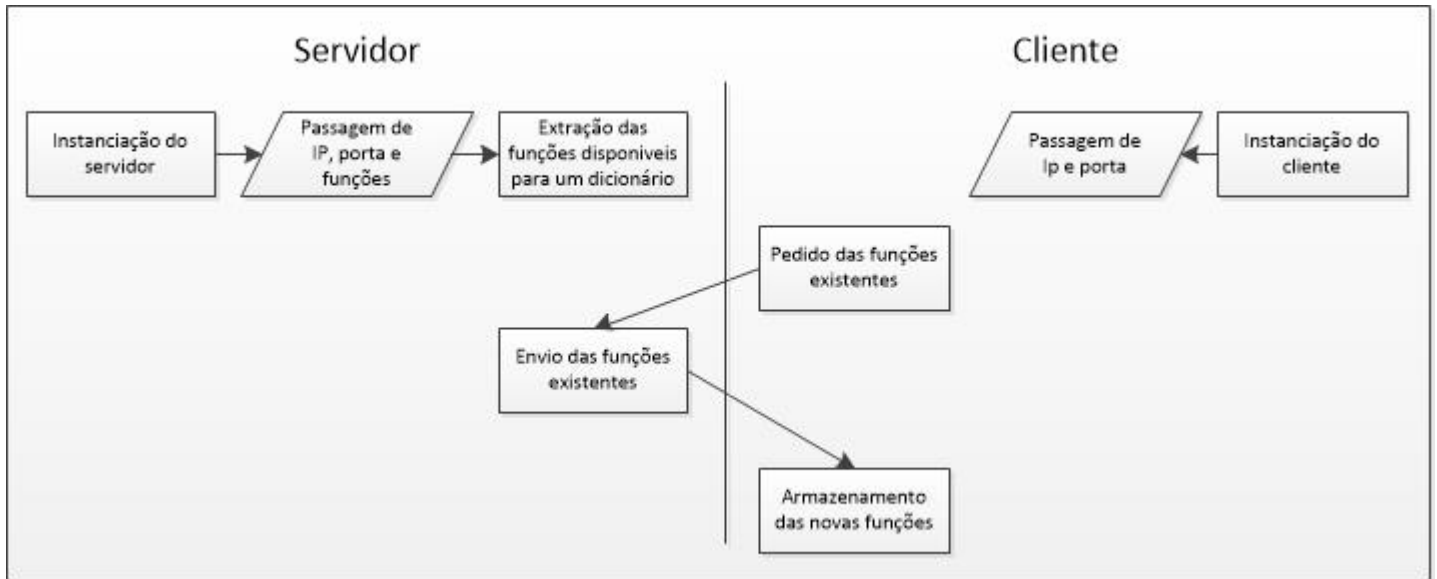 Servidor
Cliente
Instanciação do
servidor
Passagem de
IP, porta e
funções
Extração das
funções disponiveis
para um dicionário
Passagem de
Ip e porta
Instanciação do
cliente
Pedido das funções
existentes
Envio das funções
existentes
Armazenamento
das novas funções